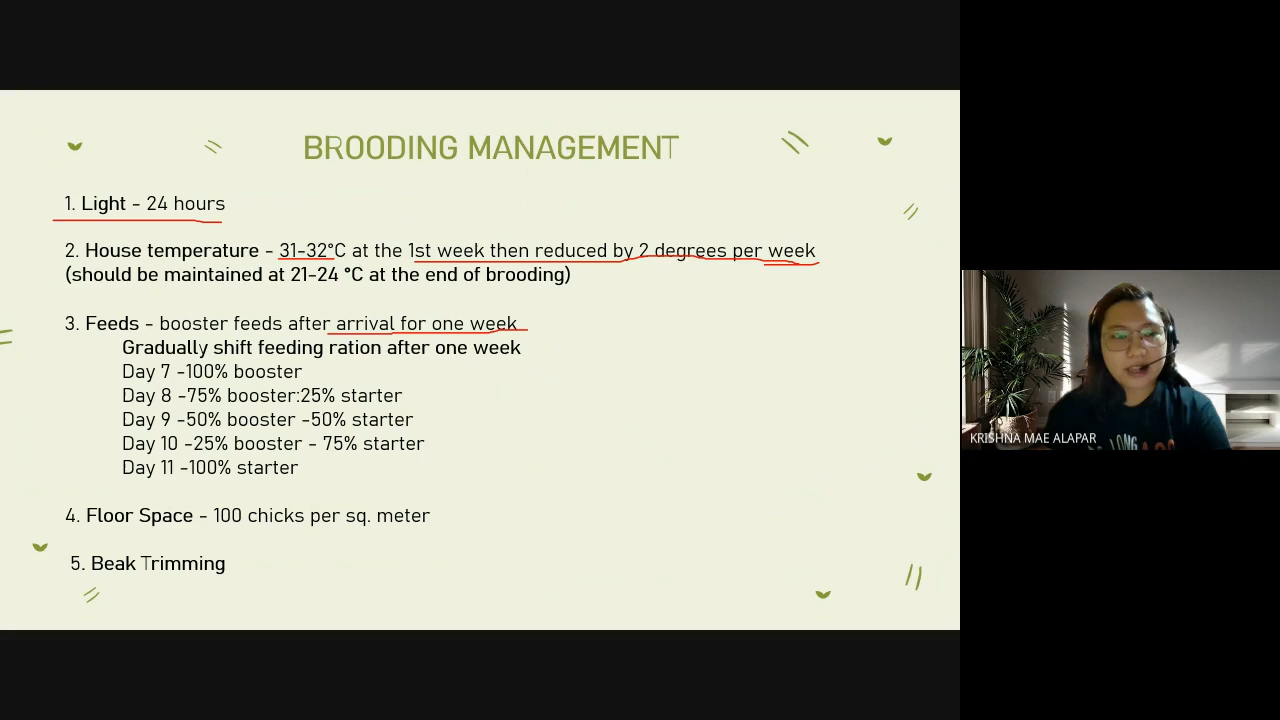 BROODING MANAGEMENT
1. Light - 24 hours
2. House temperature - 31-32°C at the 1st week then reduced by 2 degrees per week
(should be maintained at 21-24 °C at the end of brooding)
3. Feeds - booster feeds after arrival for one week
Gradually shift feeding ration after one week
Day 7 -100% booster
Day 8 -75% booster:25% starter
Day 9 -50% booster -50% starter
Day 10 -25% booster - 75% starter
Day 11 -100% starter
4. Floor Space - 100 chicks per sq. meter
5. Beak Trimming
KRISHNA MAE ALAPAR
LONG